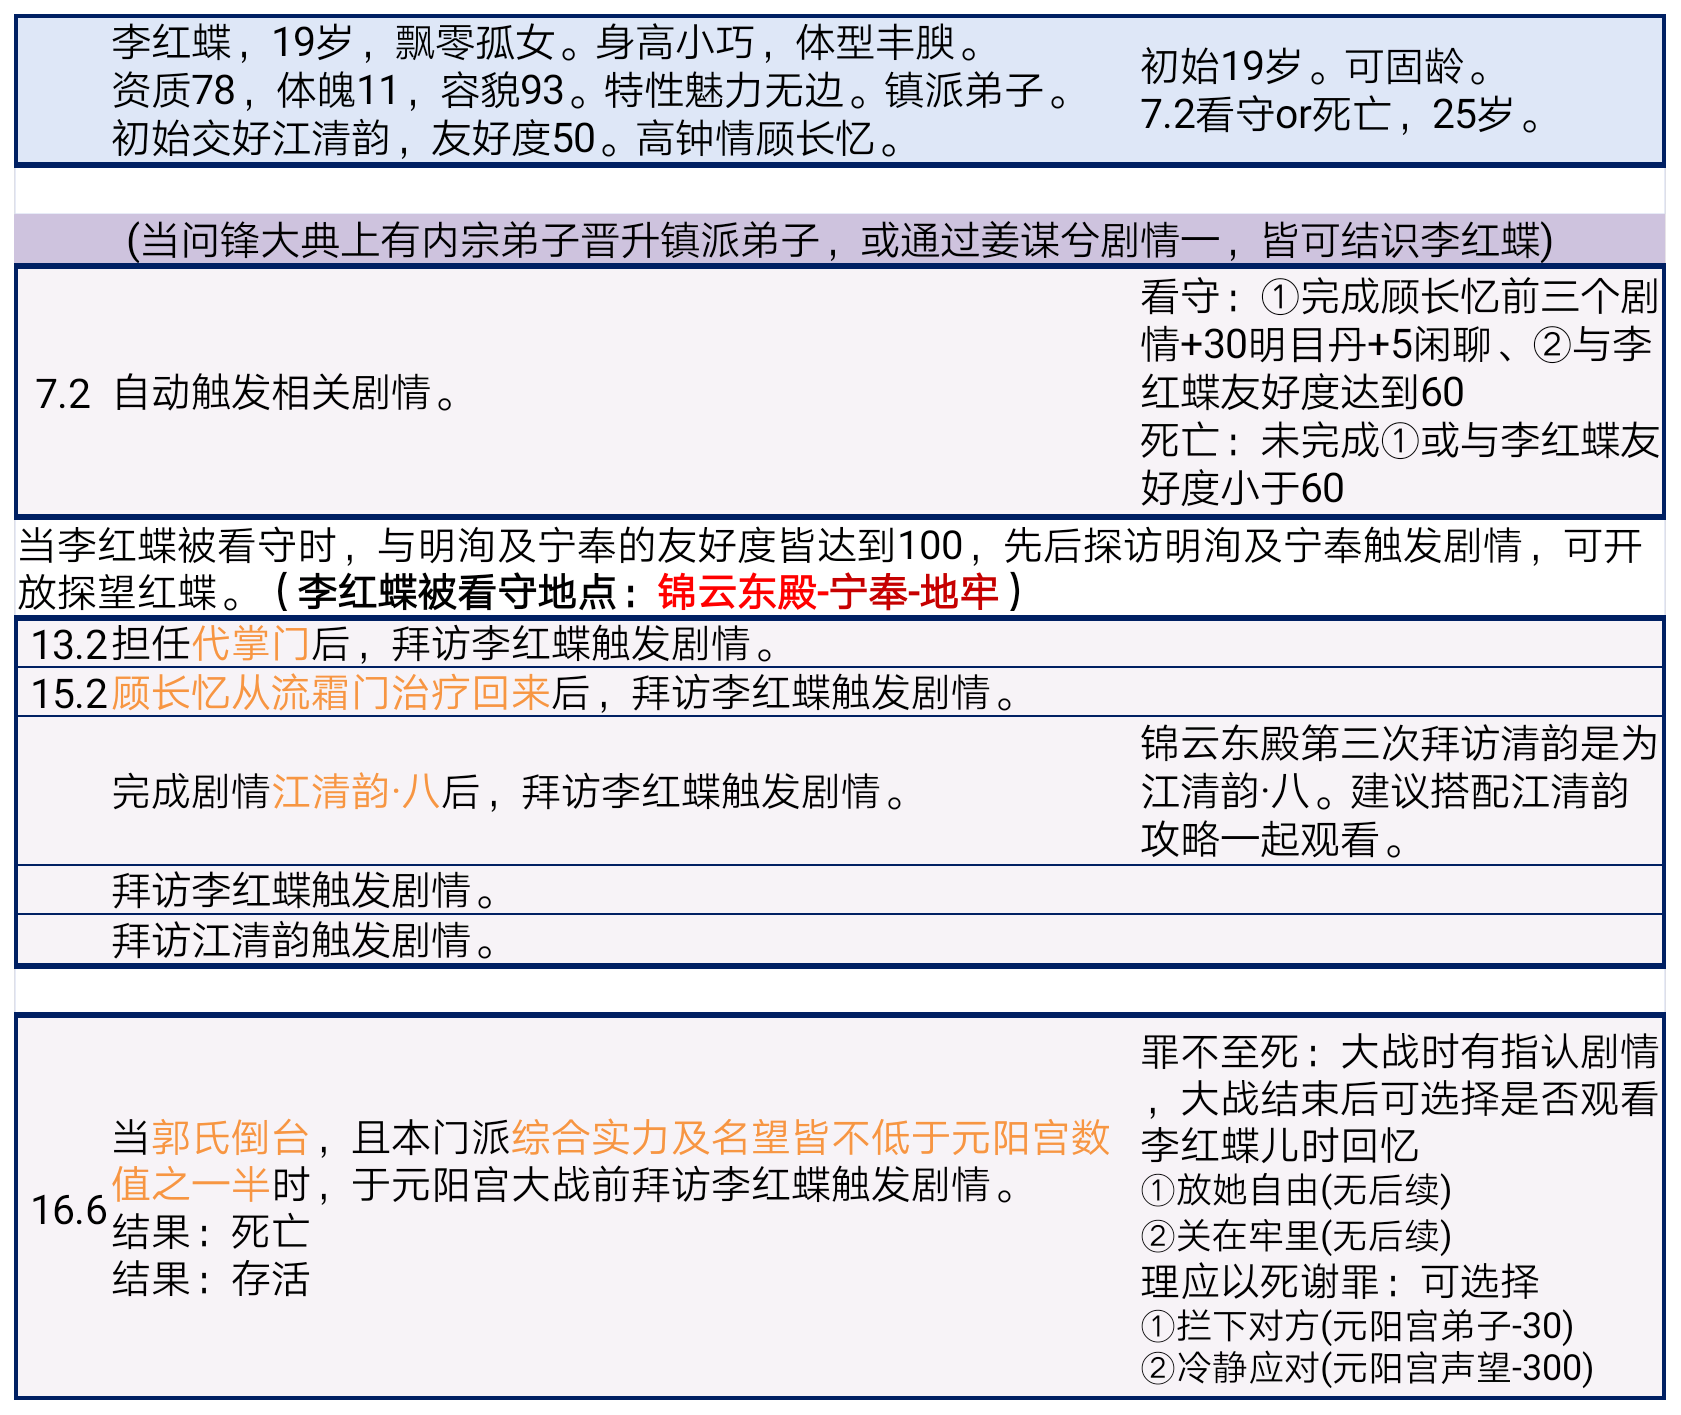 李红蝶，19岁，飘零孤女。身高小巧，体型丰腴。
资质78，体魄11，容貌93。特性魅力无边。镇派弟子。
初始交好江清韵，友好度50。高钟情顾长忆。
初始19岁。可固龄。
7.2看守or死亡，25岁。
(当问锋大典上有内宗弟子晋升镇派弟子，或通过姜谋兮剧情一，皆可结识李红蝶)
7.2 自动触发相关剧情。
看守：①完成顾长忆前三个剧
情+30明目丹+5闲聊、②与李
红蝶友好度达到60
死亡：未完成①或与李红蝶友
好度小于60
当李红蝶被看守时，与明洵及宁奉的友好度皆达到100，先后探访明洵及宁奉触发剧情，可开
放探望红蝶。（李红蝶被看守地点：锦云东殿-宁奉-地牢）
13.2 担任代掌门后，拜访李红蝶触发剧情。
15.2 顾长忆从流霜门治疗回来后，拜访李红蝶触发剧情。
完成剧情江清韵·八后，拜访李红蝶触发剧情。
锦云东殿第三次拜访清韵是为
江清韵·八。建议搭配江清韵
攻略一起观看。
拜访李红蝶触发剧情。
拜访江清韵触发剧情。
16.6
当郭氏倒台，且本门派综合实力及名望皆不低于元阳宫数
值之一半时，于元阳宫大战前拜访李红蝶触发剧情。
结果：死亡
结果：存活
罪不至死：大战时有指认剧情
，大战结束后可选择是否观看
李红蝶儿时回忆
①放她自由(无后续)
②关在牢里(无后续)
理应以死谢罪：可选择
①拦下对方(元阳宫弟子-30)
②冷静应对(元阳宫声望-300)